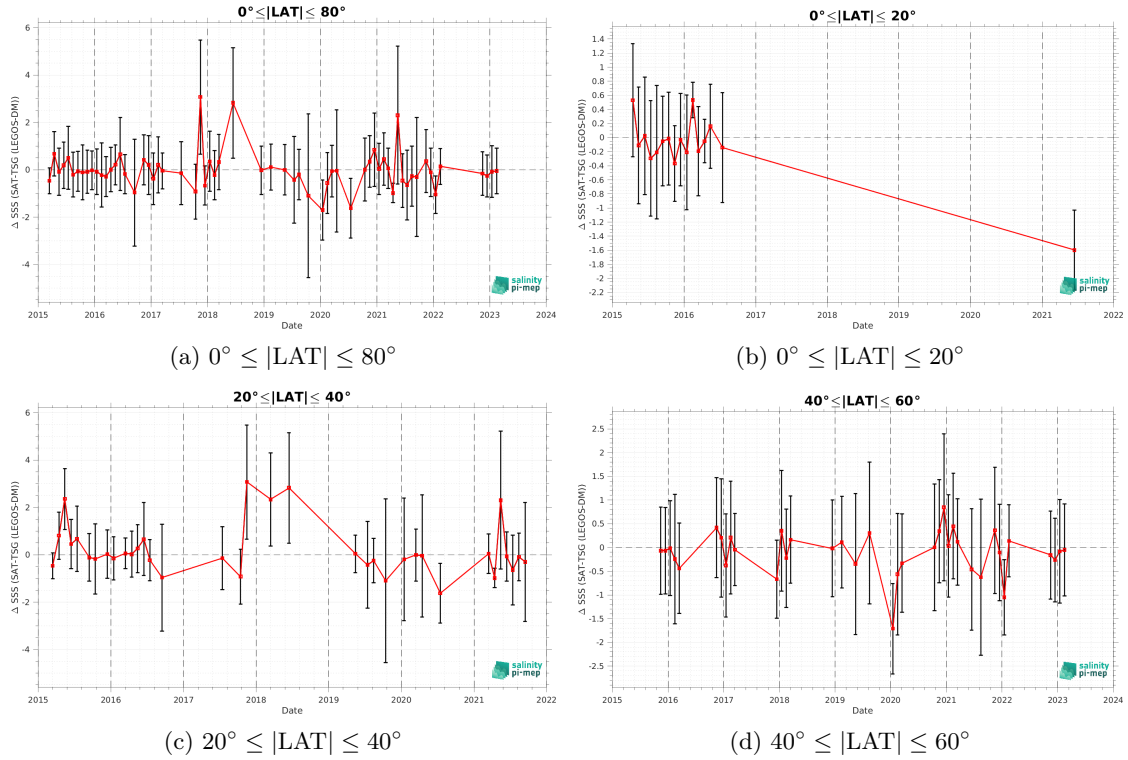 0°≤|LAT|≤ 80°
Δ SSS (SAT-TSG (LEGOS-DM))
6
4
2
0
-2
-4
2015 2016 2017 2018 2019 2020 2021 2022 2023 2024
Date
salinity
pi-mep
(a) 0° ≤ |LAT| ≤ 80°
0°≤|LAT|≤ 20°
Δ SSS (SAT-TSG (LEGOS-DM))
1.4
1.2
1
0.8
0.6
0.4
0.2
0
-0.2
-0.4
-0.6
-0.8
-1
-1.2
-1.4
-1.6
-1.8
-2
-2.2
2015 2016 2017 2018 2019 2020 2021 2022
Date
salinity
pi-mep
(b) 0° ≤ |LAT| ≤ 20°
20°≤|LAT|≤ 40°
Δ SSS (SAT-TSG (LEGOS-DM))
6
4
2
0
-2
-4
2015 2016 2017 2018 2019 2020 2021 2022
Date
salinity
pi-mep
(c) 20° ≤ |LAT| ≤ 40°
40°≤|LAT|≤ 60°
Δ SSS (SAT-TSG (LEGOS-DM))
2.5
2
1.5
1
0.5
0
-0.5
-1
-1.5
-2
-2.5
2015 2016 2017 2018 2019 2020 2021 2022 2023 2024
Date
salinity
pi-mep
(d) 40° ≤ |LAT| ≤ 60°